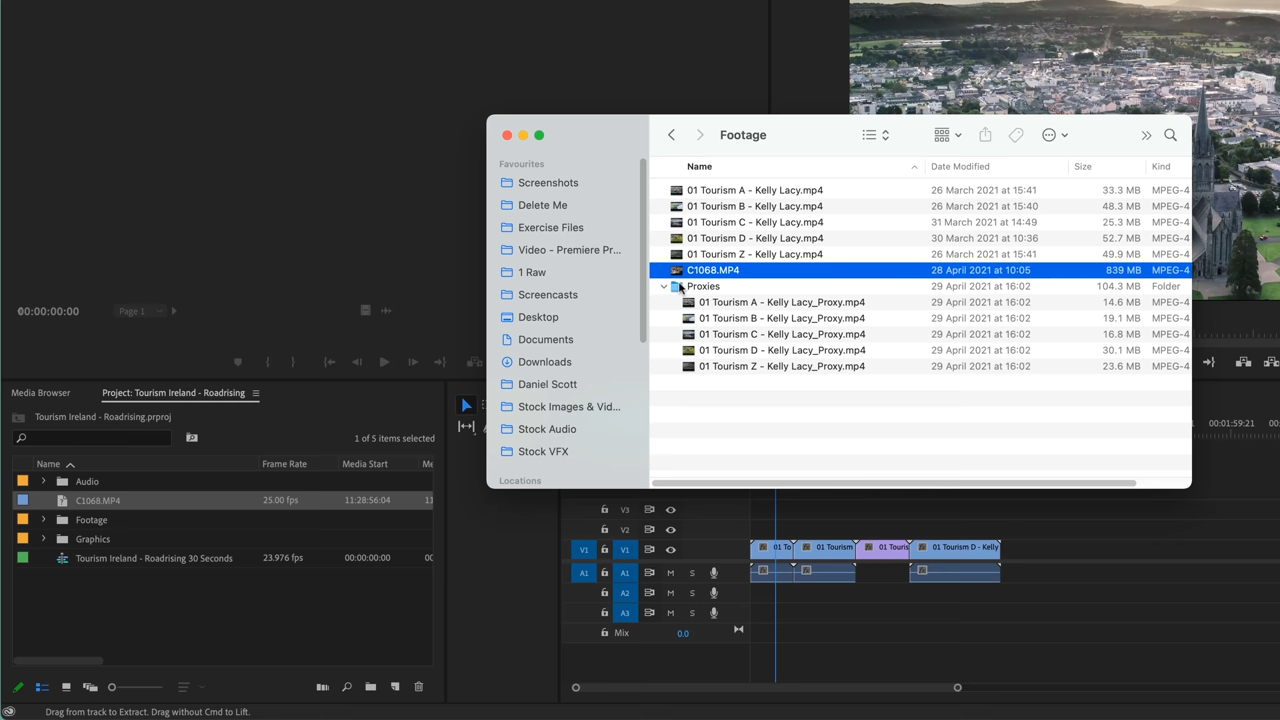 Footage
Favourites
Screenshots
Delete Me
Exercise Files
Video - Premiere Pr...
1 Raw
Screencasts
Desktop
Documents
Downloads
Daniel Scott
Stock Images & Vid...
Stock Audio
Stock VFX
Locations
Name Date Modified Size Kind
01 Tourism A - Kelly Lacy.mp4 26 March 2021 at 15:41 33.3 MB MPEG-4
01 Tourism B - Kelly Lacy.mp4 26 March 2021 at 15:40 48.3 MB MPEG-4
01 Tourism C - Kelly Lacy.mp4 31 March 2021 at 14:49 25.3 MB MPEG-4
01 Tourism D - Kelly Lacy.mp4 30 March 2021 at 10:36 52.7 MB MPEG-4
01 Tourism Z - Kelly Lacy.mp4 26 March 2021 at 15:41 49.9 MB MPEG-4
C1068.MP4 28 April 2021 at 10:05 839 MB MPEG-4
Proxies 29 April 2021 at 16:02 104.3 MB Folder
01 Tourism A - Kelly Lacy_Proxy.mp4 29 April 2021 at 16:02 14.6 MB MPEG-4
01 Tourism B - Kelly Lacy_Proxy.mp4 29 April 2021 at 16:02 19.1 MB MPEG-4
01 Tourism C - Kelly Lacy_Proxy.mp4 29 April 2021 at 16:02 16.8 MB MPEG-4
01 Tourism D - Kelly Lacy_Proxy.mp4 29 April 2021 at 16:02 30.1 MB MPEG-4
01 Tourism Z - Kelly Lacy_Proxy.mp4 29 April 2021 at 16:02 23.6 MB MPEG-4
00:00:00:00 Page 1
Media Browser Project: Tourism Ireland - Roadrising
Tourism Ireland - Roadrising.prproj
1 of 5 items selected
Name Frame Rate Media Start Me
Audio
C1068.MP4 25.00 fps 11:28:56:04 11
Footage
Graphics
Tourism Ireland - Roadrising 30 Seconds 23.976 fps 00:00:00:00 00
00:01:59:21 00:
V3
V2
V1 V1 01 To 01 Tourism 01 Touris 01 Tourism D - Kelly
A1 A1 M S
A2 M S
A3 M S
Mix 0.0
Drag from track to Extract. Drag without Cmd to Lift.